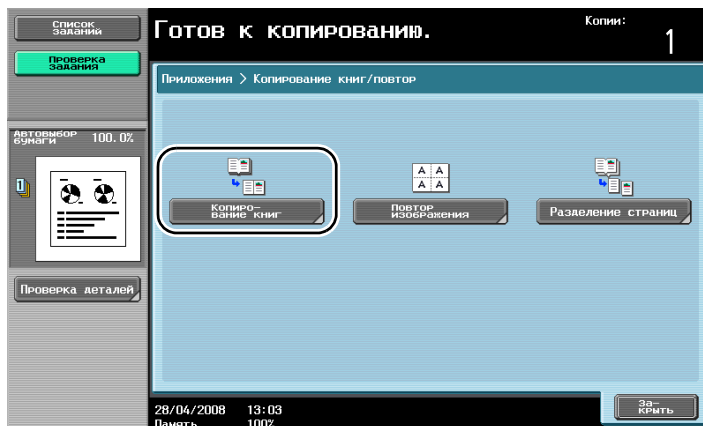 Список
заданий
Готов к копированию.
Копии:
1
Проверка
задания
Приложения > Копирование книг/повтор
Автовыбор
бумаги
100.0%
1
A A
A A
Копиро-
вание книг
Повтор
изображения
Разделение страниц
Проверка деталей
За-
крыть
28/04/2008 13:03
Память 100%